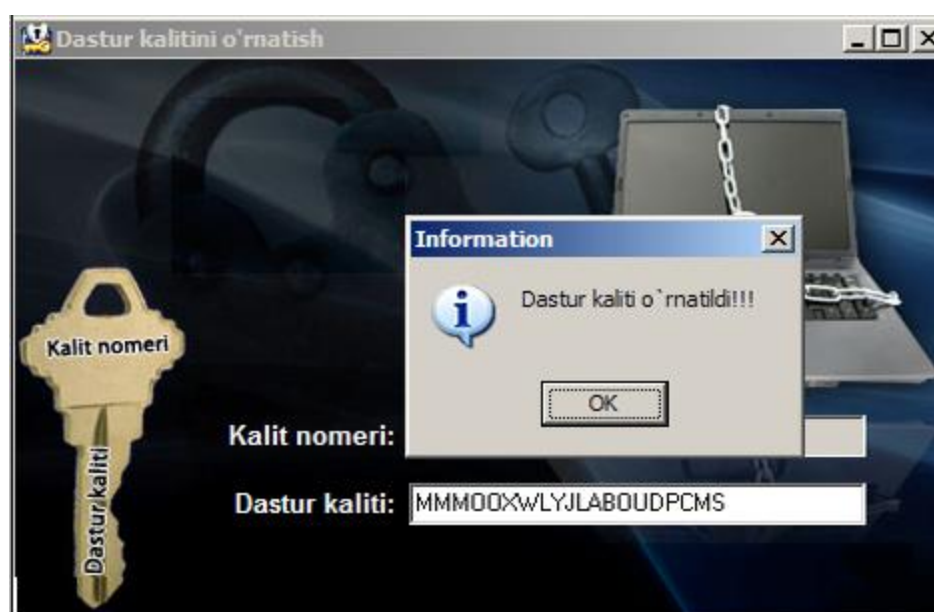 Dastur kalitini o'rnatish
Information
Dastur kaliti o`rnatildi!!!
OK
Kalit nomeri
Dastur kaliti
Kalit nomeri:
Dastur kaliti: MMMOOXWLYJLABOUDPCMS